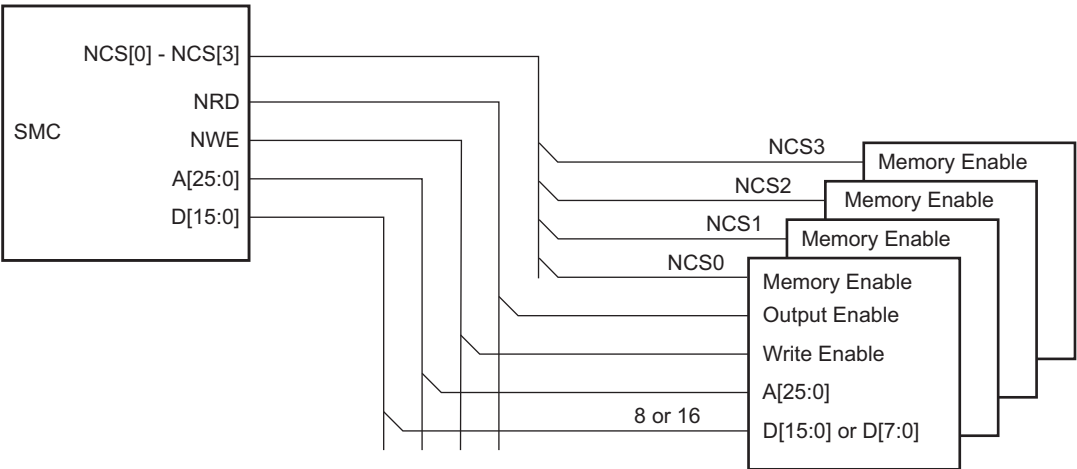 NCS[0] - NCS[3]
NRD
SMC
NWE
A[25:0]
D[15:0]
NCS3
Memory Enable
NCS2
Memory Enable
NCS1
Memory Enable
NCS0
Memory Enable
Output Enable
Write Enable
A[25:0]
8 or 16
D[15:0] or D[7:0]